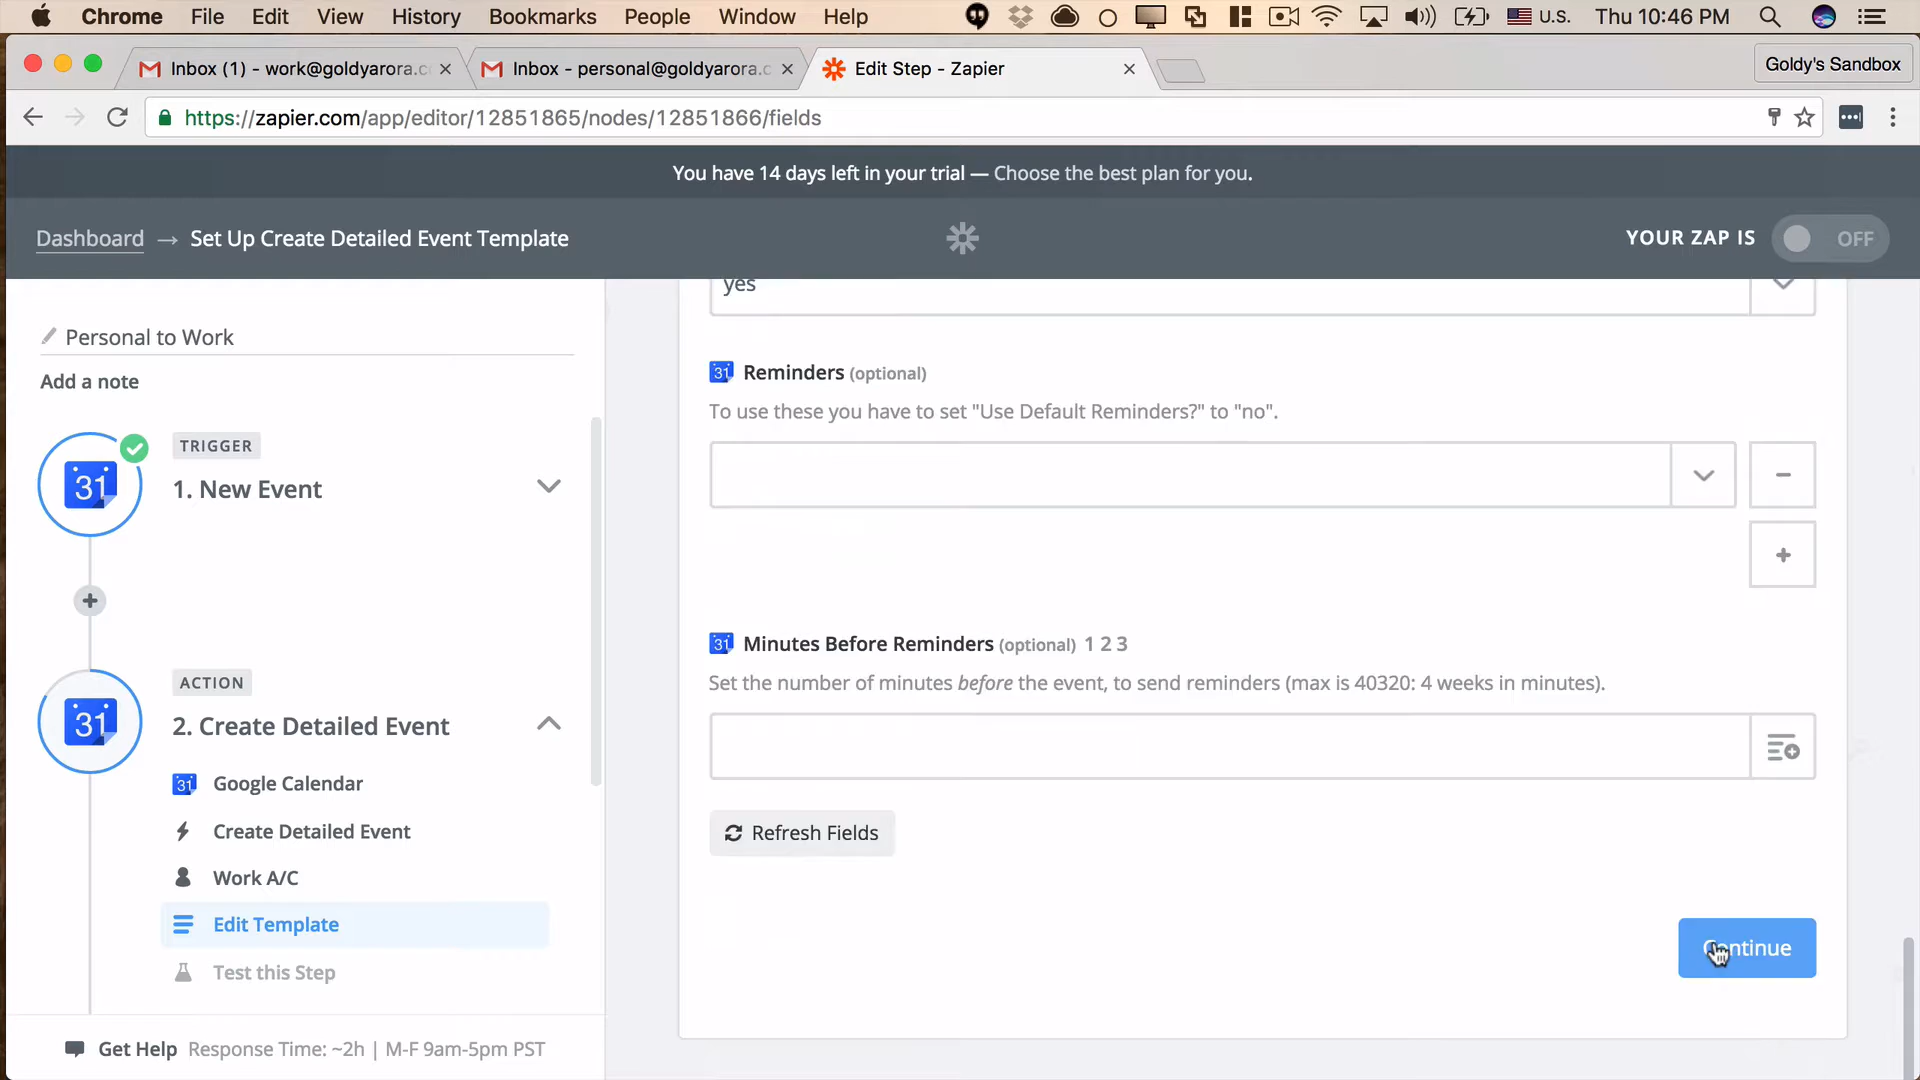 Chrome File Edit View History Bookmarks People Window Help U.S. Thu 10:46 PM
Inbox (1) - work@goldyarora.c Inbox - personal@goldyarora.c Edit Step - Zapier Goldy's Sandbox
https://zapier.com/app/editor/12851865/nodes/12851866/fields
You have 14 days left in your trial — Choose the best plan for you.
Dashboard → Set Up Create Detailed Event Template YOUR ZAP IS OFF
yes
Personal to Work
Add a note
TRIGGER
31 1. New Event
ACTION
31 2. Create Detailed Event
31 Google Calendar
Create Detailed Event
Work A/C
Edit Template
Test this Step
Get Help Response Time: ~2h | M-F 9am-5pm PST
31 Reminders (optional)
To use these you have to set "Use Default Reminders?" to "no".
31 Minutes Before Reminders (optional) 1 2 3
Set the number of minutes before the event, to send reminders (max is 40320: 4 weeks in minutes).
Refresh Fields
Continue